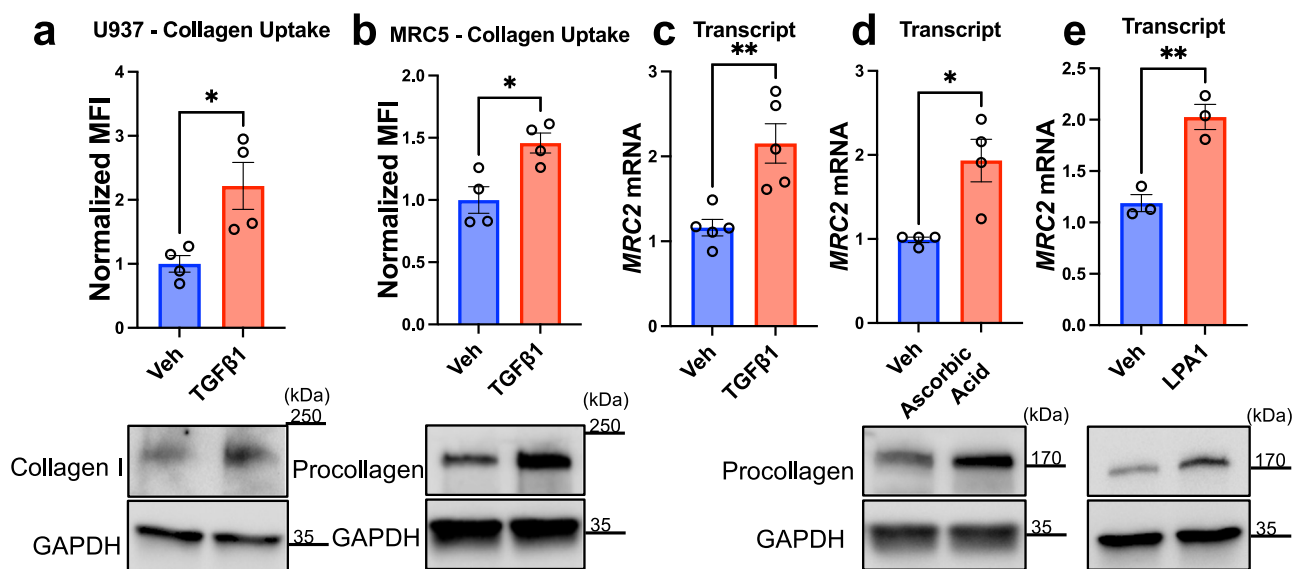 a U937 - Collagen Uptake
Normalized MFI
4
3
2
1
0
*
Veh
TGFβ1
(kDa)
250
Collagen I
GAPDH
35
b MRC5 - Collagen Uptake
Normalized MFI
1.5
1.0
0.5
0.0
2.0
*
Veh
TGFβ1
(kDa)
250
Procollagen
GAPDH
35
c Transcript
MRC2 mRNA
3
2
1
0
**
Veh
TGFβ1
d Transcript
MRC2 mRNA
3
2
1
0
*
Veh
Ascorbic
Acid
(kDa)
Procollagen
170
GAPDH
35
e Transcript
MRC2 mRNA
2.5
2.0
1.5
1.0
0.5
0.0
**
Veh
LPA1
(kDa)
170
35